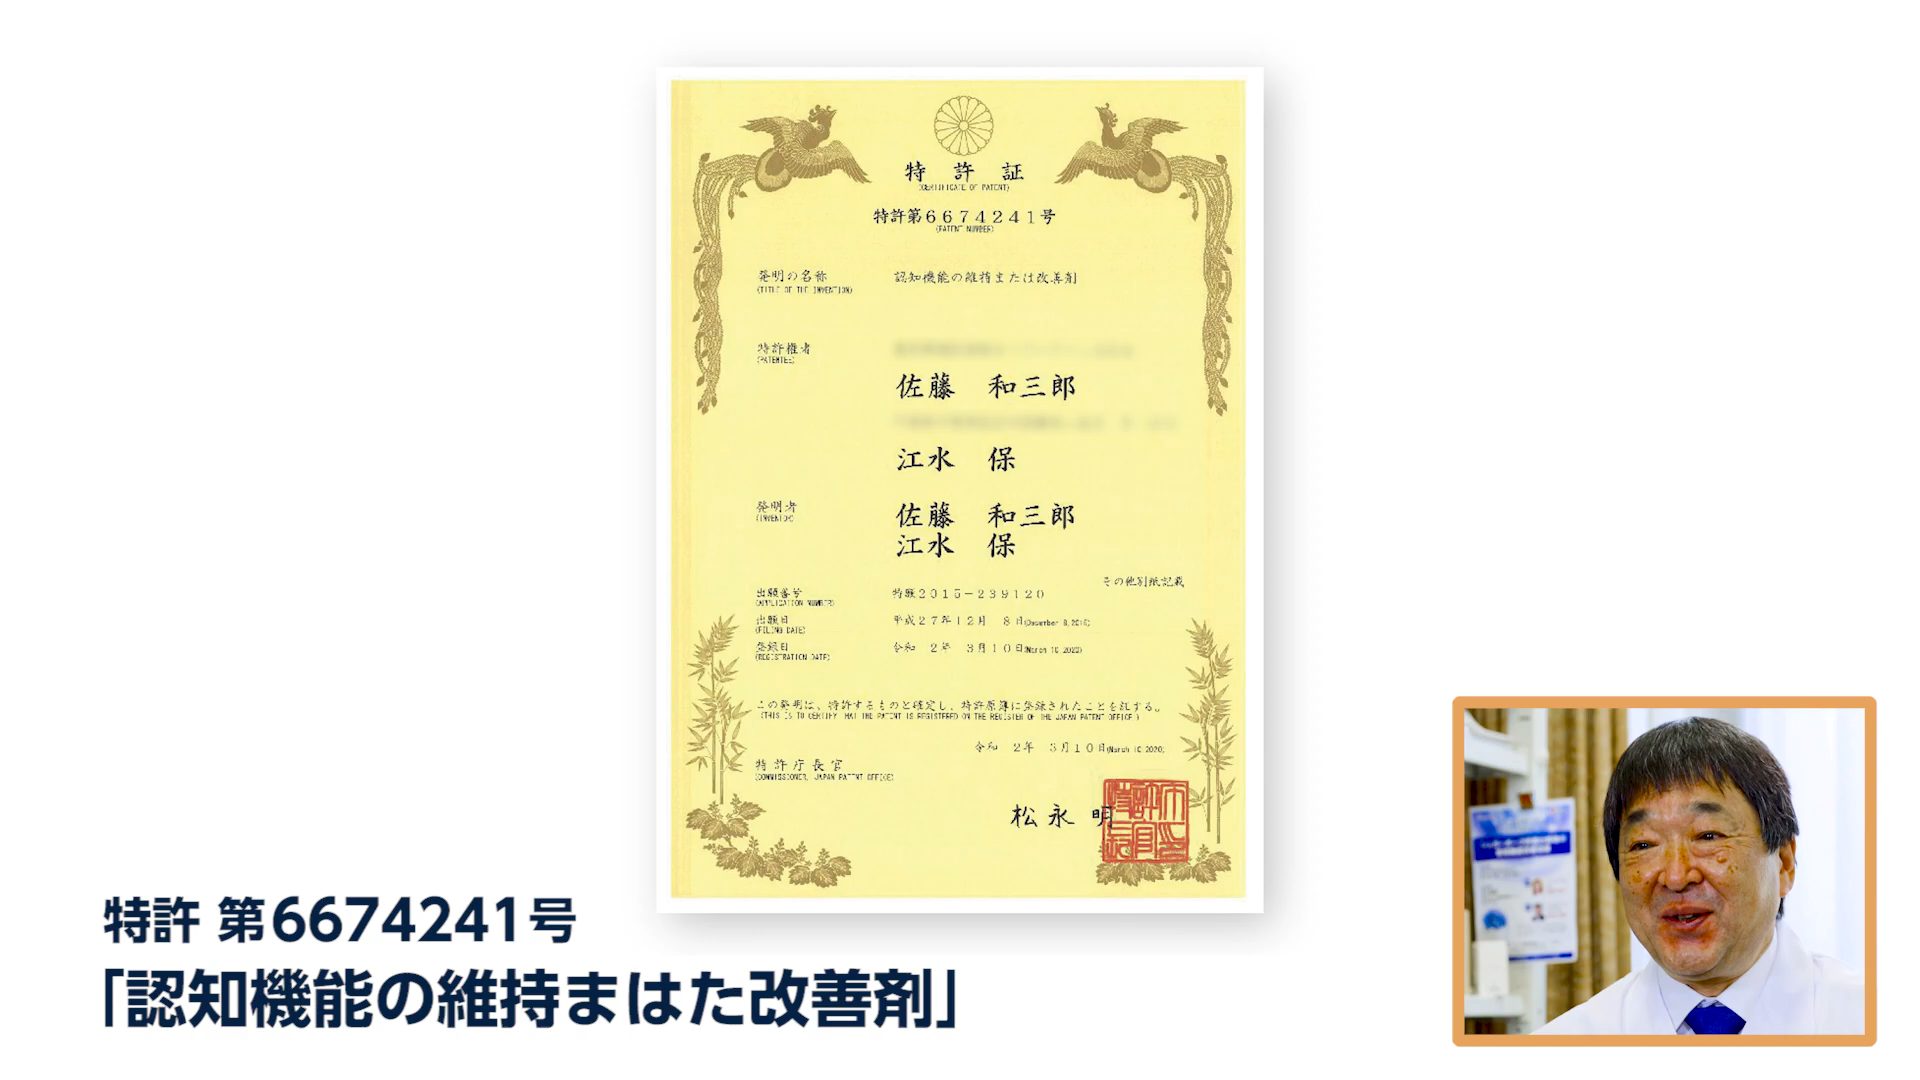 特許証
(CERTIFICATE OF PATENT)
特許第6674241号
(PATENT NUMBER)
発明の名称
(TITLE OF THE INVENTION)
認知機能の維持または改善剤
特許権者
(PATENTEE)
佐藤 和三郎
江水 保
発明者
(INVENTOR)
佐藤 和三郎
江水 保
その他別紙記載
出願番号
(APPLICATION NUMBER)
特願2015-239120
出願日
(FILING DATE)
平成27年12月 8日(December 8,2015)
登録日
(REGISTRATION DATE)
令和 2年 3月10日(March 10,2020)
この発明は、特許するものと確定し、特許原簿に登録されたことを証する。
(THIS IS TO CERTIFY THAT THE PATENT IS REGISTERED ON THE REGISTER OF THE JAPAN PATENT OFFICE.)
令和 2年 3月10日(March 10,2020)
特許庁長官
(COMMISSIONER, JAPAN PATENT OFFICE)
松永 明
特許 第6674241号
「認知機能の維持まはた改善剤」